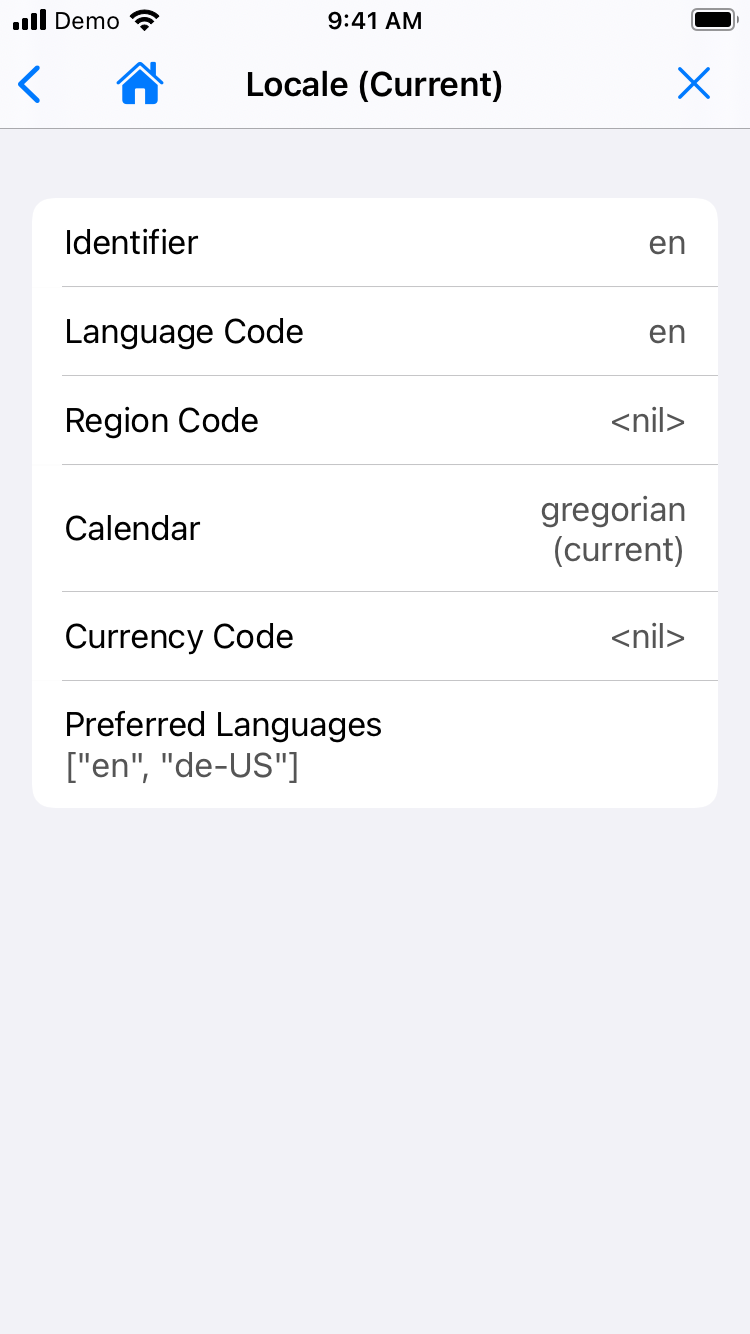 Demo 9:41 AM
Locale (Current)
Identifier en
Language Code en
Region Code <nil>
Calendar gregorian
(current)
Currency Code <nil>
Preferred Languages
["en", "de-US"]